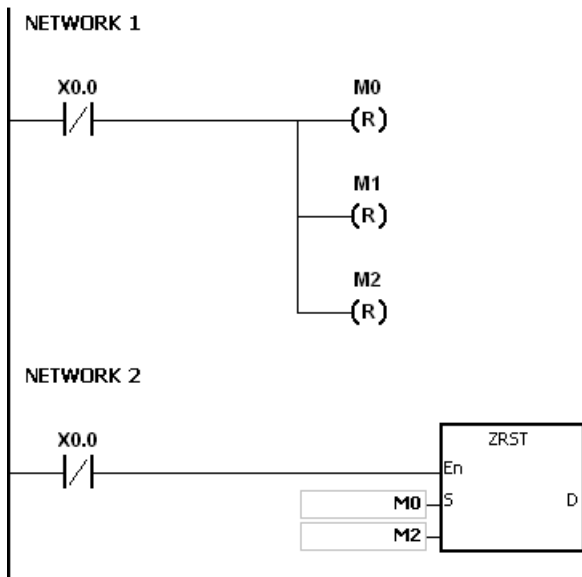 NETWORK 1
X0.0
M0
(R)
M1
(R)
M2
(R)
NETWORK 2
X0.0
ZRST
En
M0 S D
M2